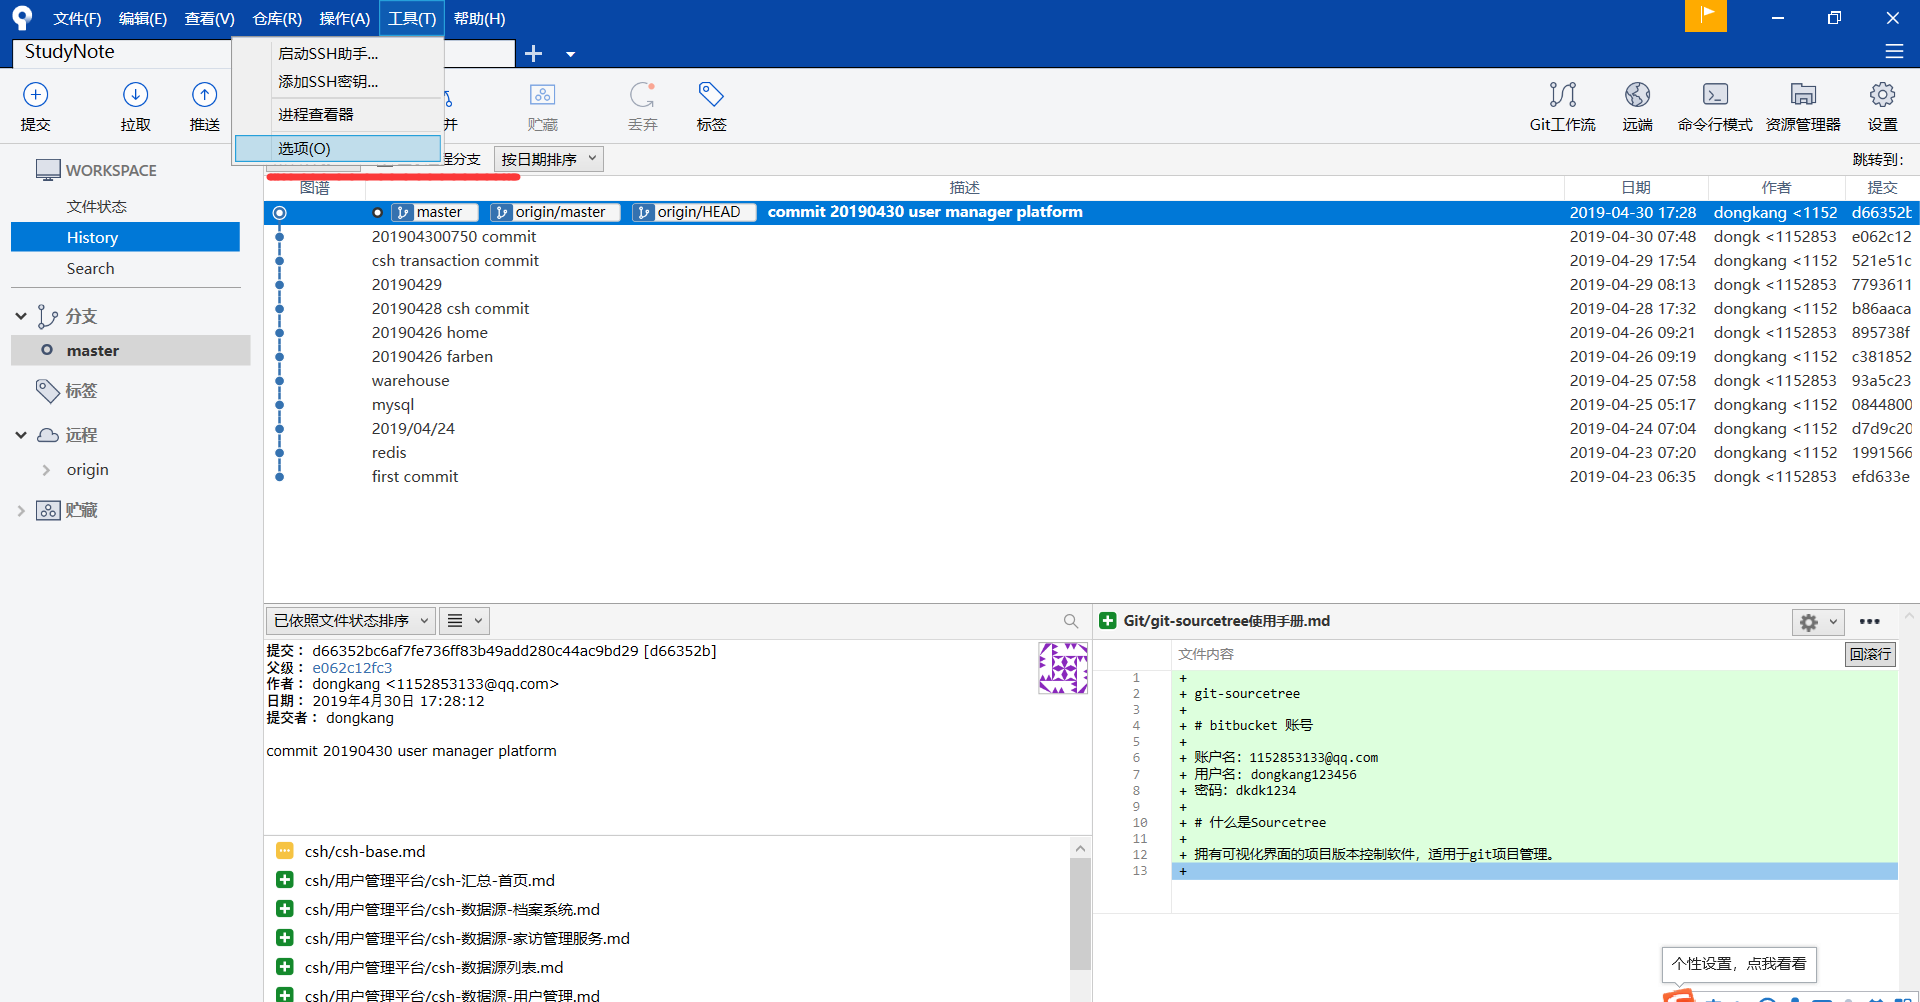 文件(F) 编辑(E) 查看(V) 仓库(R) 操作(A) 工具(T) 帮助(H)
StudyNote
启动SSH助手...
添加SSH密钥...
进程查看器
选项(O)
提交 拉取 推送 并 贮藏 丢弃 标签 Git工作流 远端 命令行模式 资源管理器 设置
程分支 按日期排序 跳转到:
WORKSPACE
文件状态
History
Search
分支
master
标签
远程
origin
贮藏
图谱 描述 日期 作者 提交
master origin/master origin/HEAD commit 20190430 user manager platform 2019-04-30 17:28 dongkang <1152 d66352b
201904300750 commit 2019-04-30 07:48 dongk <1152853 e062c12
csh transaction commit 2019-04-29 17:54 dongkang <1152 521e51c
20190429 2019-04-29 08:13 dongk <1152853 7793611
20190428 csh commit 2019-04-28 17:32 dongkang <1152 b86aaca
20190426 home 2019-04-26 09:21 dongk <1152853 895738f
20190426 farben 2019-04-26 09:19 dongkang <1152 c381852
warehouse 2019-04-25 07:58 dongk <1152853 93a5c23
mysql 2019-04-25 05:17 dongkang <1152 0844800
2019/04/24 2019-04-24 07:04 dongkang <1152 d7d9c20
redis 2019-04-23 07:20 dongkang <1152 1991566
first commit 2019-04-23 06:35 dongk <1152853 efd633e
已依照文件状态排序
提交： d66352bc6af7fe736ff83b49add280c44ac9bd29 [d66352b]
父级： e062c12fc3
作者： dongkang <1152853133@qq.com>
日期： 2019年4月30日 17:28:12
提交者： dongkang
commit 20190430 user manager platform
csh/csh-base.md
csh/用户管理平台/csh-汇总-首页.md
csh/用户管理平台/csh-数据源-档案系统.md
csh/用户管理平台/csh-数据源-家访管理服务.md
csh/用户管理平台/csh-数据源列表.md
csh/用户管理平台/csh-数据源-用户管理.md
Git/git-sourcetree使用手册.md
文件内容 回滚行
1 +
2 + git-sourcetree
3 +
4 + # bitbucket 账号
5 +
6 + 账户名：1152853133@qq.com
7 + 用户名：dongkang123456
8 + 密码：dkdk1234
9 +
10 + # 什么是Sourcetree
11 +
12 + 拥有可视化界面的项目版本控制软件，适用于git项目管理。
13 +
个性设置，点我看看